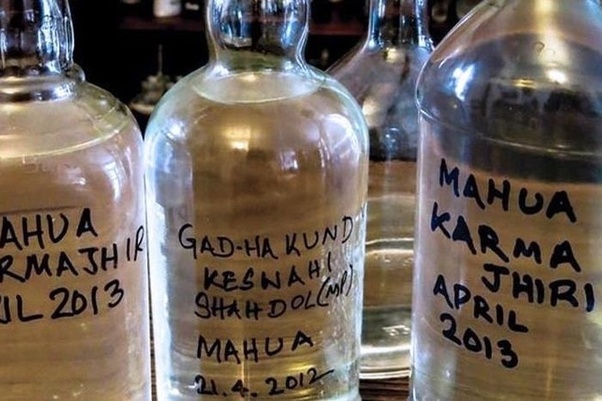 AHUA
RMAJHIR
IL 2013
GAD-HA KUND
KESWAHI
SHAHDOL(MP)
MAHUA
21.4.2012
MAHUA
KARMA
JHIRI
APRIL
2013